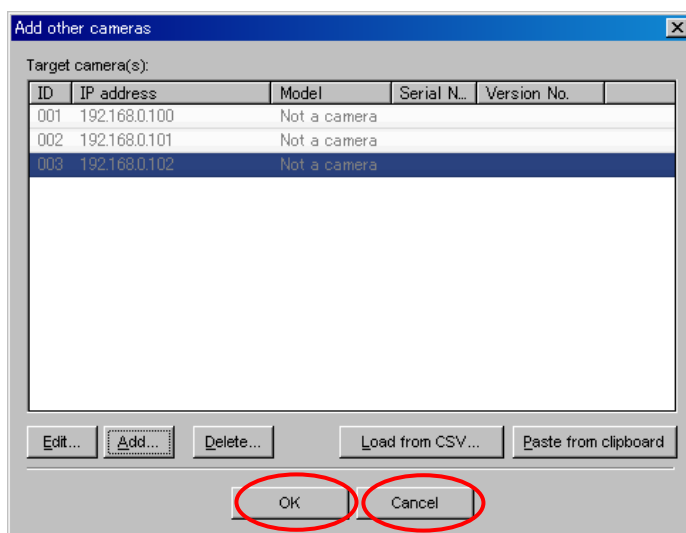 Add other cameras
Target camera(s):
ID IP address Model Serial N... Version No.
001 192.168.0.100 Not a camera
002 192.168.0.101 Not a camera
003 192.168.0.102 Not a camera
Edit... Add... Delete... Load from CSV... Paste from clipboard
OK Cancel